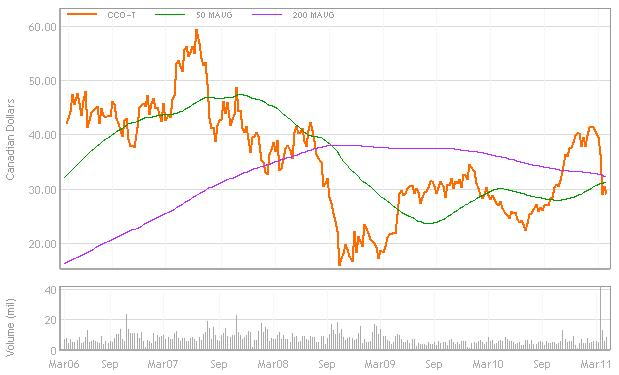 CCO-T 50 MAVG 200 MAVG
60.00
50.00
40.00
30.00
20.00
Canadian Dollars
40
20
0
Volume (mil)
Mar06 Sep Mar07 Sep Mar08 Sep Mar09 Sep Mar10 Sep Mar11